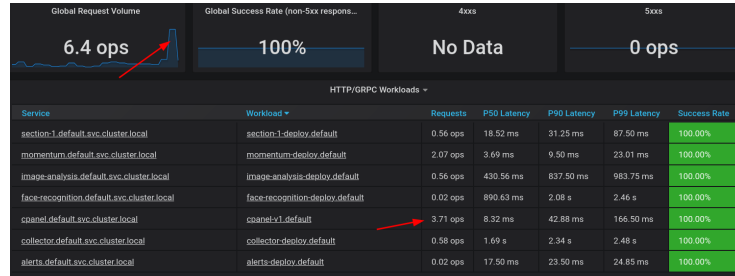 Global Request Volume Global Success Rate (non-5xx respons... 4xxs 5xxs
6.4 ops 100% No Data 0 ops
HTTP/GRPC Workloads
Service Workload Requests P50 Latency P90 Latency P99 Latency Success Rate
section-1.default.svc.cluster.local section-1-deploy.default 0.56 ops 18.52 ms 31.25 ms 87.50 ms 100.00%
momentum.default.svc.cluster.local momentum-deploy.default 2.07 ops 3.69 ms 9.50 ms 23.01 ms 100.00%
image-analysis.default.svc.cluster.local image-analysis-deploy.default 0.56 ops 430.56 ms 837.50 ms 983.75 ms 100.00%
face-recognition.default.svc.cluster.local face-recognition-deploy.default 0.02 ops 890.63 ms 2.08 s 2.46 s 100.00%
cpanel.default.svc.cluster.local cpanel-v1.default 3.71 ops 8.32 ms 42.88 ms 166.50 ms 100.00%
collector.default.svc.cluster.local collector-deploy.default 0.58 ops 1.69 s 2.34 s 2.48 s 100.00%
alerts.default.svc.cluster.local alerts-deploy.default 0.02 ops 17.50 ms 23.50 ms 24.85 ms 100.00%